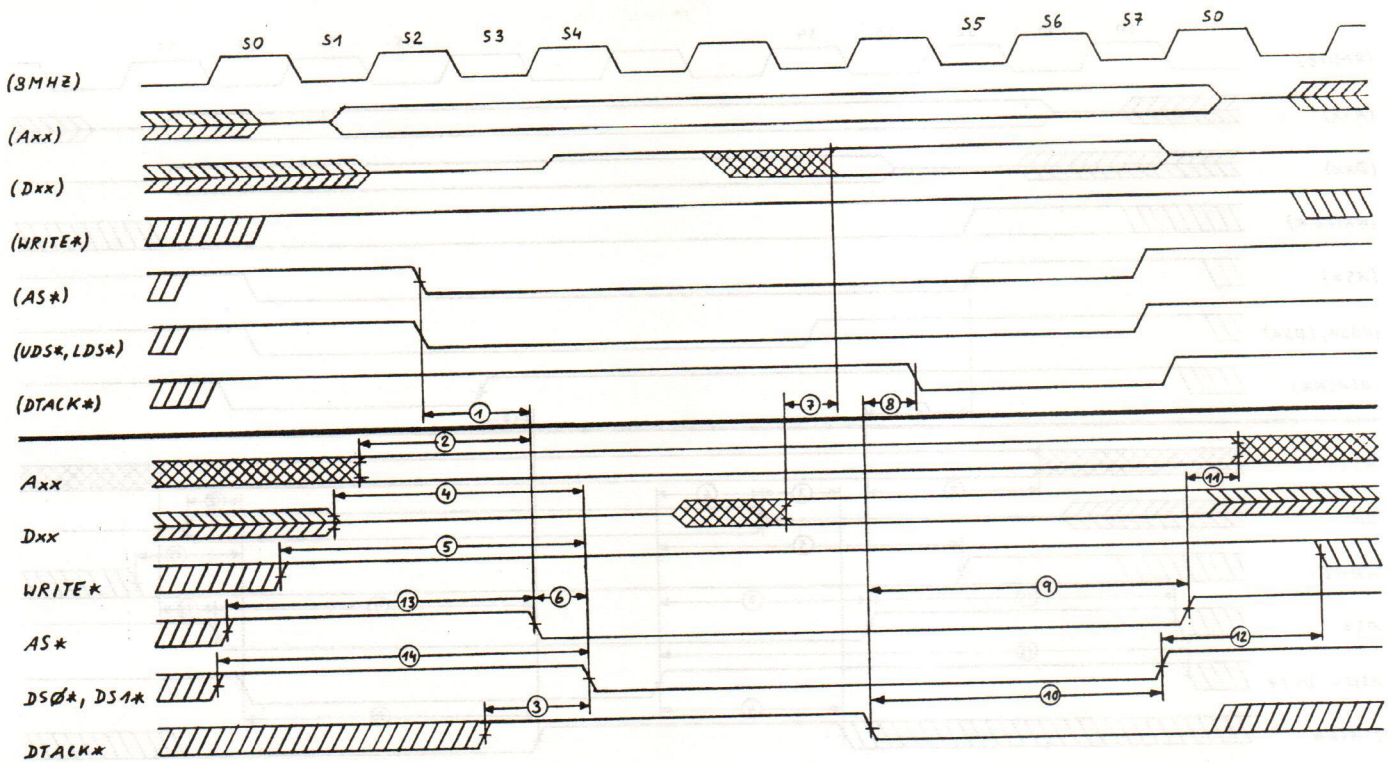 S0 S1 S2 S3 S4 S5 S6 S7 S0
(8MHZ)
(Axx)
(Dxx)
(WRITE*)
(AS*)
(UDS*, LDS*)
(DTACK*)
1 7 8
2
Axx
11
4
Dxx
5
WRITE*
13 6 9
AS*
14 12
DSØ*, DS1*
3 10
DTACK*